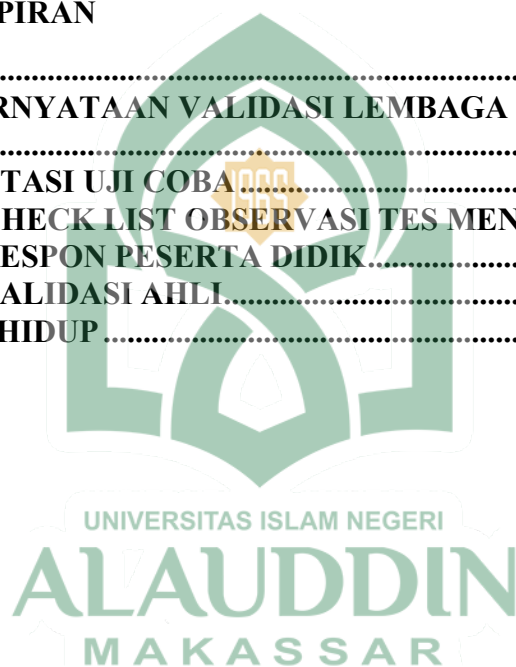 PIRAN
................................................................
RNYATAAN VALIDASI LEMBAGA
................................................................
TASI UJI COBA................................
HECK LIST OBSERVASI TES MEN
ESPON PESERTA DIDIK.................
ALIDASI AHLI....................................
HIDUP....................................................
1965
UNIVERSITAS ISLAM NEGERI
ALAUDDIN
MAKASSAR